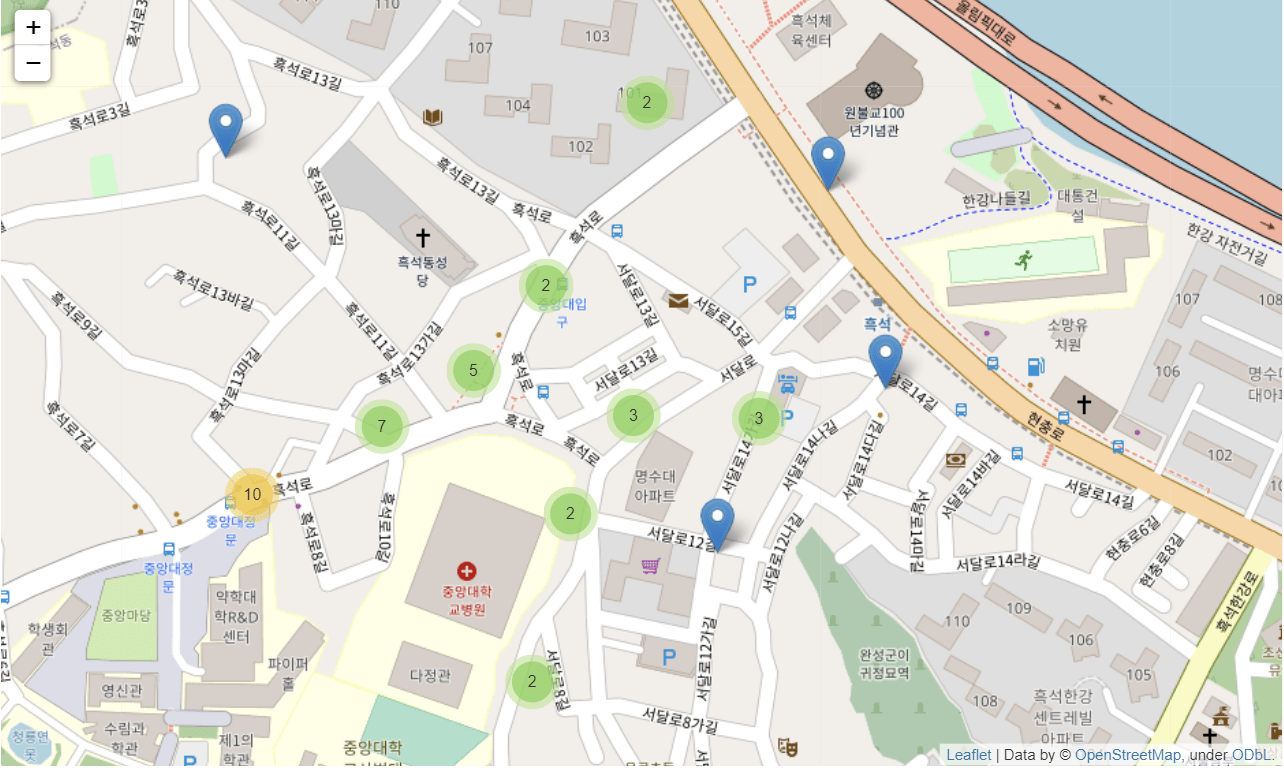 +
−
석동
흑석로3
110
107
103
104
101
102
2
흑석로13길
흑석로3길
흑석로13길
흑석로
흑석로
흑석로13마길
흑석로11길
흑석로13바길
흑석동성
당
흑석체
육센터
올림픽대로
원불교100
년기념관
한강나들길
대통건
설
한강 자전거길
107
108
106
102
소망유
치원
흑석
2
중앙대입
구
서달로13길
서달로15길
흑석로9길
흑석로11길
흑석로13가길
흑석로13마길
흑석로7길
5
7
10
3
3
2
2
흑석로
서달로13길
서달로
흑석로
흑석로
흑석로
P
P
명수대
아파트
서달로14가길
서달로14나길
서달로14다길
달로14길
현충로
서달로14바길
서달로14마길
서달로14길
서달로14라길
현충로6길
현충로8길
흑석한강로
서달로12길
서달로12나길
서달로12가길
중앙대정
문
중앙대정
문
흑석로8길
흑석로10길
중앙대학
교병원
중앙마당
약학대
학R&D
센터
학생회
관
파이퍼
홀
영신관
수림과
학관
제1의
학관
청룡연
못
P
다정관
중앙대학
P
서달로8길
서달로8가길
완성군이
귀정묘역
110
109
106
105
108
흑석한강
센트레빌
아파트
Leaflet | Data by © OpenStreetMap, under ODbL.